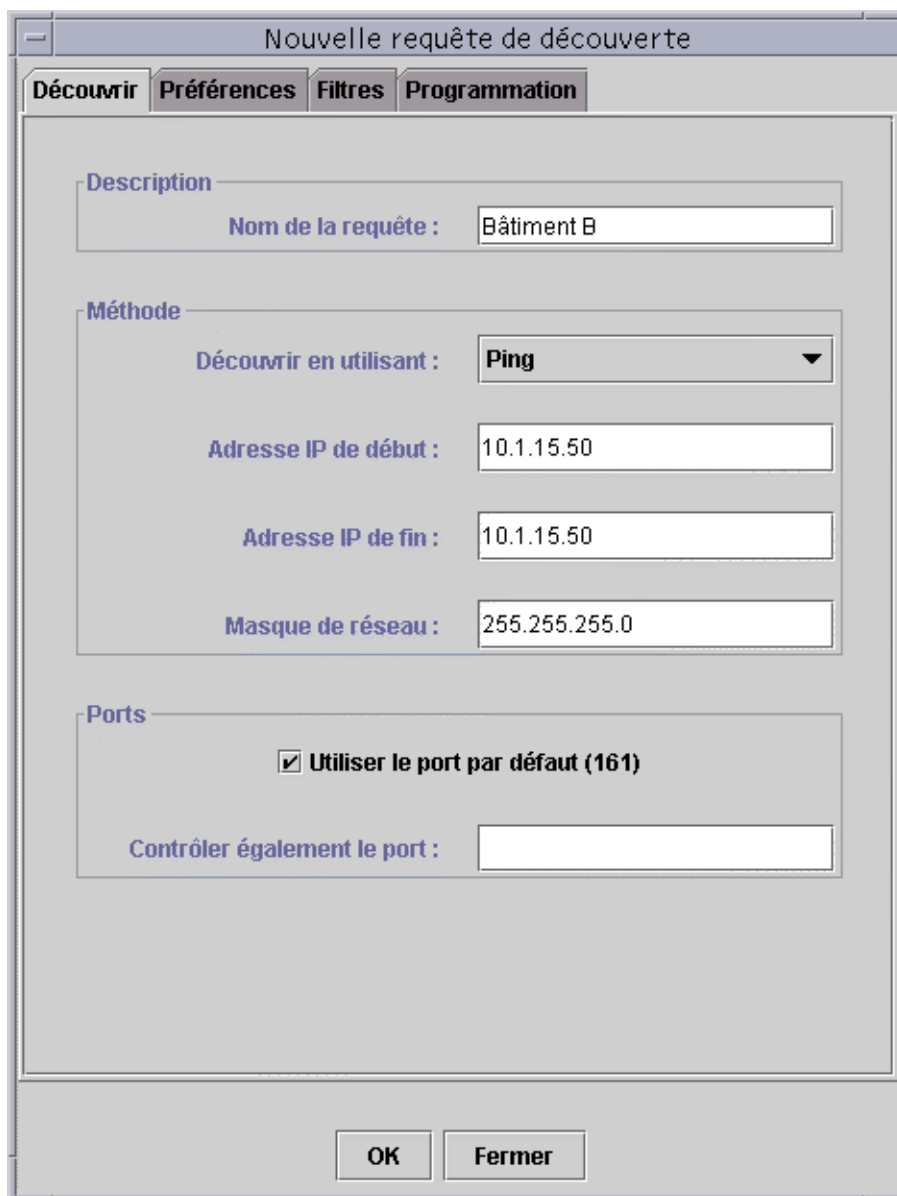 Nouvelle requête de découverte
Découvrir Préférences Filtres Programmation
Description
Nom de la requête : Bâtiment B
Méthode
Découvrir en utilisant : Ping
Adresse IP de début : 10.1.15.50
Adresse IP de fin : 10.1.15.50
Masque de réseau : 255.255.255.0
Ports
Utiliser le port par défaut (161)
Contrôler également le port :
OK Fermer